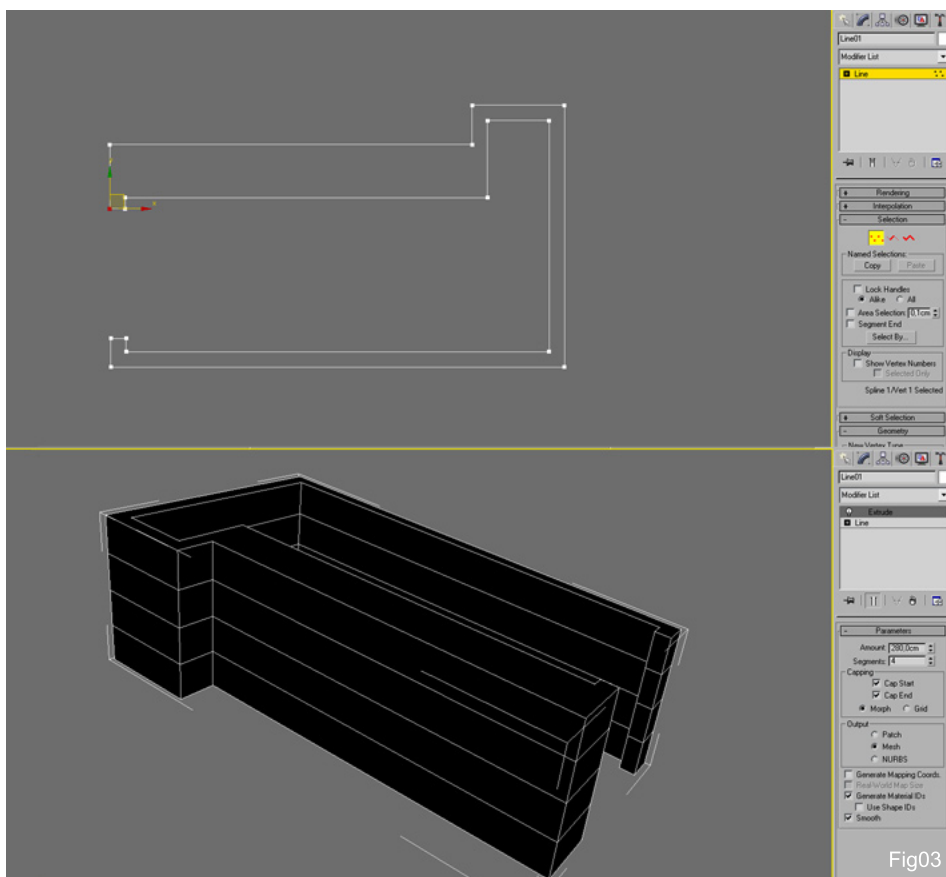 Line01
Modifier List
Line
+ Rendering
+ Interpolation
- Selection
Named Selections:
Copy Paste
Lock Handles
Alike All
Area Selection: 0,1cm
Segment End
Select By...
Display
Show Vertex Numbers
Selected Only
Spline 1/Vert 1 Selected
+ Soft Selection
- Geometry
New Vertex Type
Line01
Modifier List
Extrude
Line
- Parameters
Amount: 280,0cm
Segments: 4
Capping
Cap Start
Cap End
Morph Grid
Output
Patch
Mesh
NURBS
Generate Mapping Coords.
Real-World Map Size
Generate Material IDs
Use Shape IDs
Smooth
Fig03